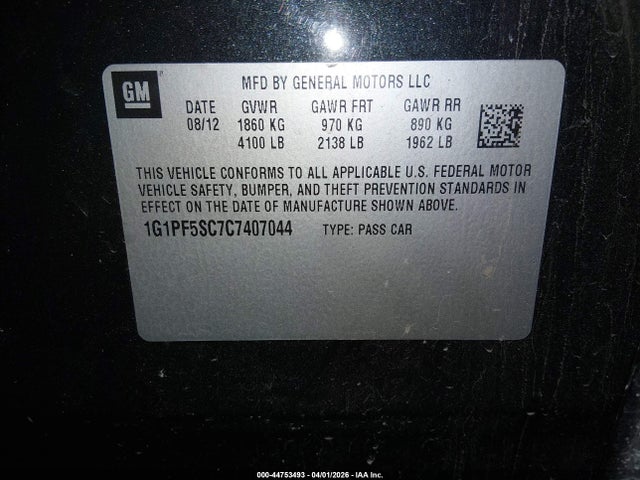 GM
MFD BY GENERAL MOTORS LLC
DATE GVWR GAWR FRT GAWR RR
08/12 1860 KG 970 KG 890 KG
4100 LB 2138 LB 1962 LB
THIS VEHICLE CONFORMS TO ALL APPLICABLE U.S. FEDERAL MOTOR
VEHICLE SAFETY, BUMPER, AND THEFT PREVENTION STANDARDS IN
EFFECT ON THE DATE OF MANUFACTURE SHOWN ABOVE.
1G1PF5SC7C7407044 TYPE: PASS CAR
000-44753493 - 04/01/2026 - IAA Inc.